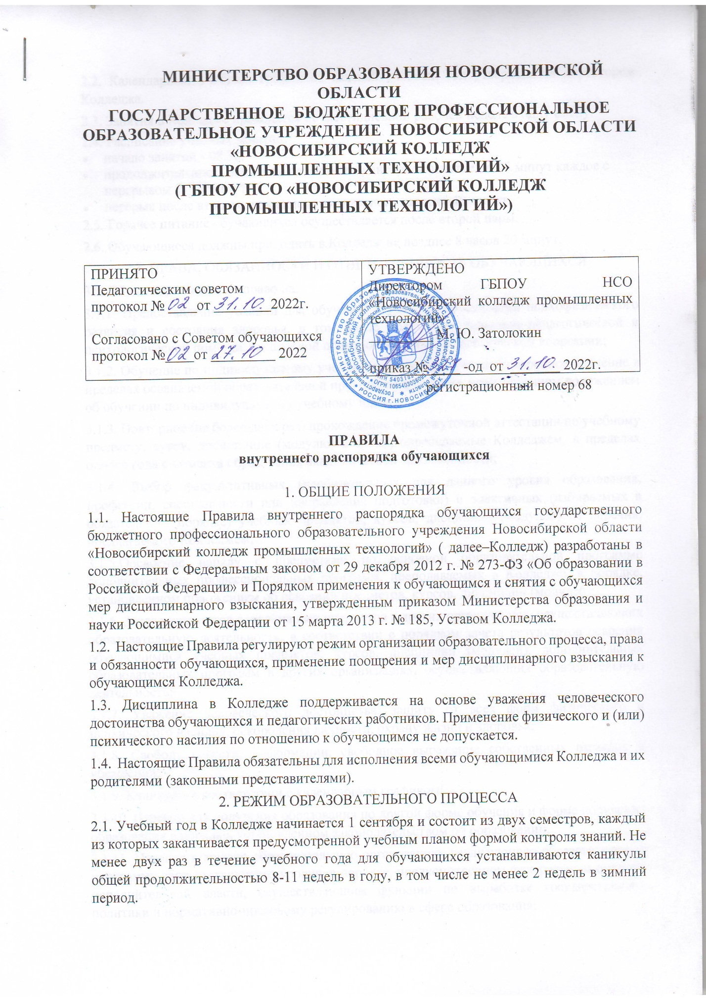 МИНИСТЕРСТВО ОБРАЗОВАНИЯ НОВОСИБИРСКОЙ
ОБЛАСТИ
ГОСУДАРСТВЕННОЕ БЮДЖЕТНОЕ ПРОФЕССИОНАЛЬНОЕ
ОБРАЗОВАТЕЛЬНОЕ УЧРЕЖДЕНИЕ НОВОСИБИРСКОЙ ОБЛАСТИ
«НОВОСИБИРСКИЙ КОЛЛЕДЖ
ПРОМЫШЛЕННЫХ ТЕХНОЛОГИЙ»
(ГБПОУ НСО «НОВОСИБИРСКИЙ КОЛЛЕДЖ
ПРОМЫШЛЕННЫХ ТЕХНОЛОГИЙ»)
ПРИНЯТО
Педагогическим советом
протокол № 02 от 31.10. 2022г.
Согласовано с Советом обучающихся
протокол № 02 от 27.10 2022
УТВЕРЖДЕНО
Директором ГБПОУ НСО
«Новосибирский колледж промышленных
технологий»
М. Ю. Затолокин
приказ № -од от 31.10. 2022г.
регистрационный номер 68
ПРАВИЛА
внутреннего распорядка обучающихся
1. ОБЩИЕ ПОЛОЖЕНИЯ
1.1. Настоящие Правила внутреннего распорядка обучающихся государственного
бюджетного профессионального образовательного учреждения Новосибирской области
«Новосибирский колледж промышленных технологий» ( далее–Колледж) разработаны в
соответствии с Федеральным законом от 29 декабря 2012 г. № 273-ФЗ «Об образовании в
Российской Федерации» и Порядком применения к обучающимся и снятия с обучающихся
мер дисциплинарного взыскания, утвержденным приказом Министерства образования и
науки Российской Федерации от 15 марта 2013 г. № 185, Уставом Колледжа.
1.2. Настоящие Правила регулируют режим организации образовательного процесса, права
и обязанности обучающихся, применение поощрения и мер дисциплинарного взыскания к
обучающимся Колледжа.
1.3. Дисциплина в Колледже поддерживается на основе уважения человеческого
достоинства обучающихся и педагогических работников. Применение физического и (или)
психического насилия по отношению к обучающимся не допускается.
1.4. Настоящие Правила обязательны для исполнения всеми обучающимися Колледжа и их
родителями (законными представителями).
2. РЕЖИМ ОБРАЗОВАТЕЛЬНОГО ПРОЦЕССА
2.1. Учебный год в Колледже начинается 1 сентября и состоит из двух семестров, каждый
из которых заканчивается предусмотренной учебным планом формой контроля знаний. Не
менее двух раз в течение учебного года для обучающихся устанавливаются каникулы
общей продолжительностью 8-11 недель в году, в том числе не менее 2 недель в зимний
период.